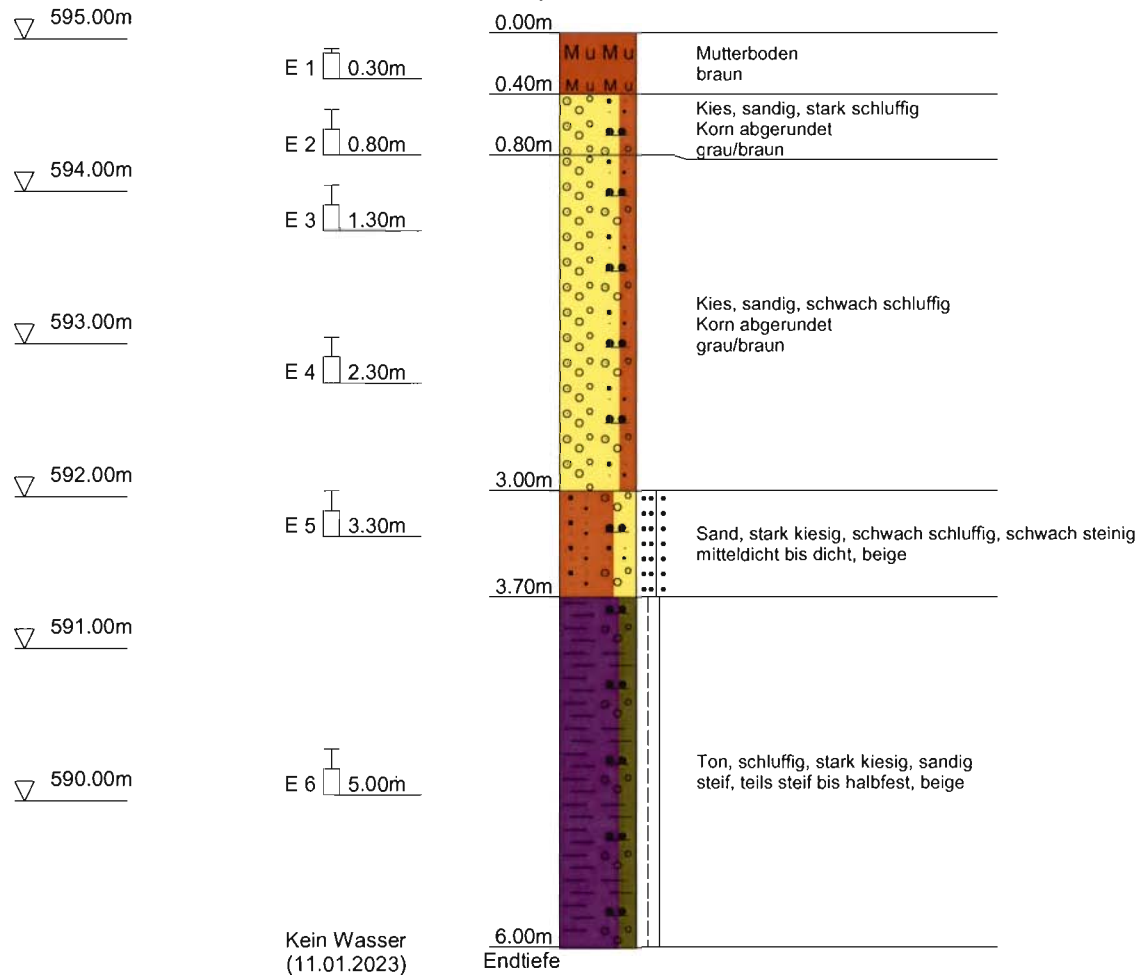 595.00m
0.00m
M u M u
Mutterboden
braun
E 1 0.30m
0.40m
M u M u
Kies, sandig, stark schluffig
Korn abgerundet
grau/braun
E 2 0.80m
0.80m
594.00m
E 3 1.30m
Kies, sandig, schwach schluffig
Korn abgerundet
grau/braun
593.00m
E 4 2.30m
592.00m
3.00m
E 5 3.30m
Sand, stark kiesig, schwach schluffig, schwach steinig
mitteldicht bis dicht, beige
3.70m
591.00m
Ton, schluffig, stark kiesig, sandig
steif, teils steif bis halbfest, beige
590.00m
E 6 5.00m
Kein Wasser
(11.01.2023)
6.00m
Endtiefe